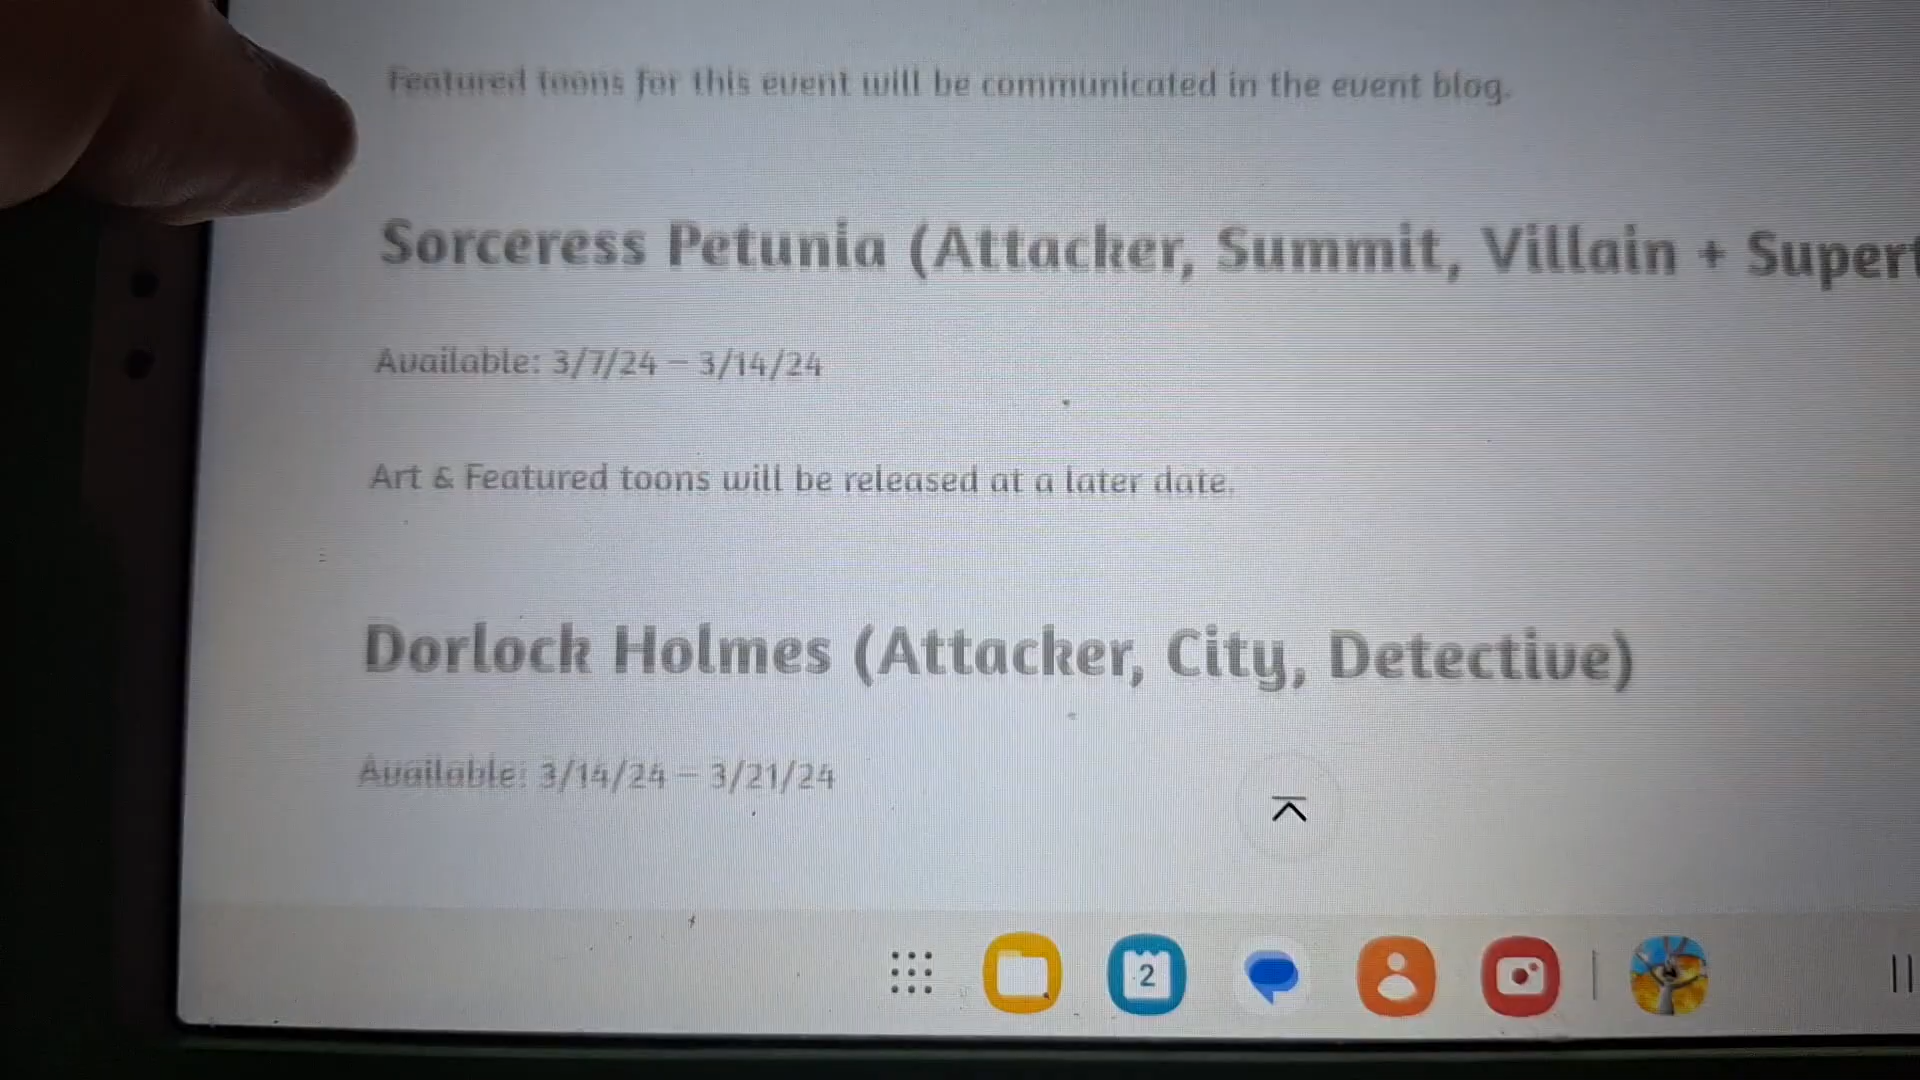 Featured toons for this event will be communicated in the event blog.
Sorceress Petunia (Attacker, Summit, Villain + Supert
Available: 3/7/24 – 3/14/24
Art & Featured toons will be released at a later date.
Dorlock Holmes (Attacker, City, Detective)
Available: 3/14/24 – 3/21/24
2